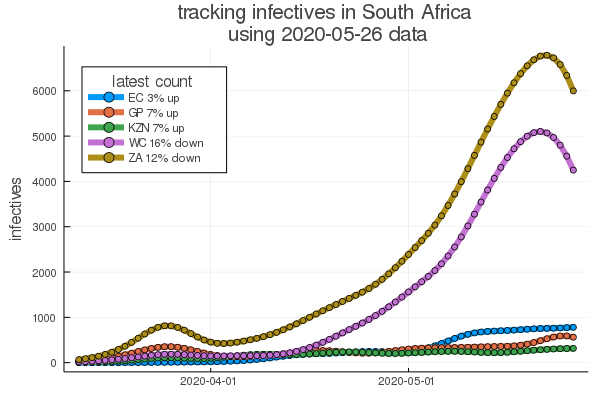 tracking infectives in South Africa
using 2020-05-26 data
latest count
EC 3% up
GP 7% up
KZN 7% up
WC 16% down
ZA 12% down
infectives
6000
5000
4000
3000
2000
1000
0
2020-04-01
2020-05-01